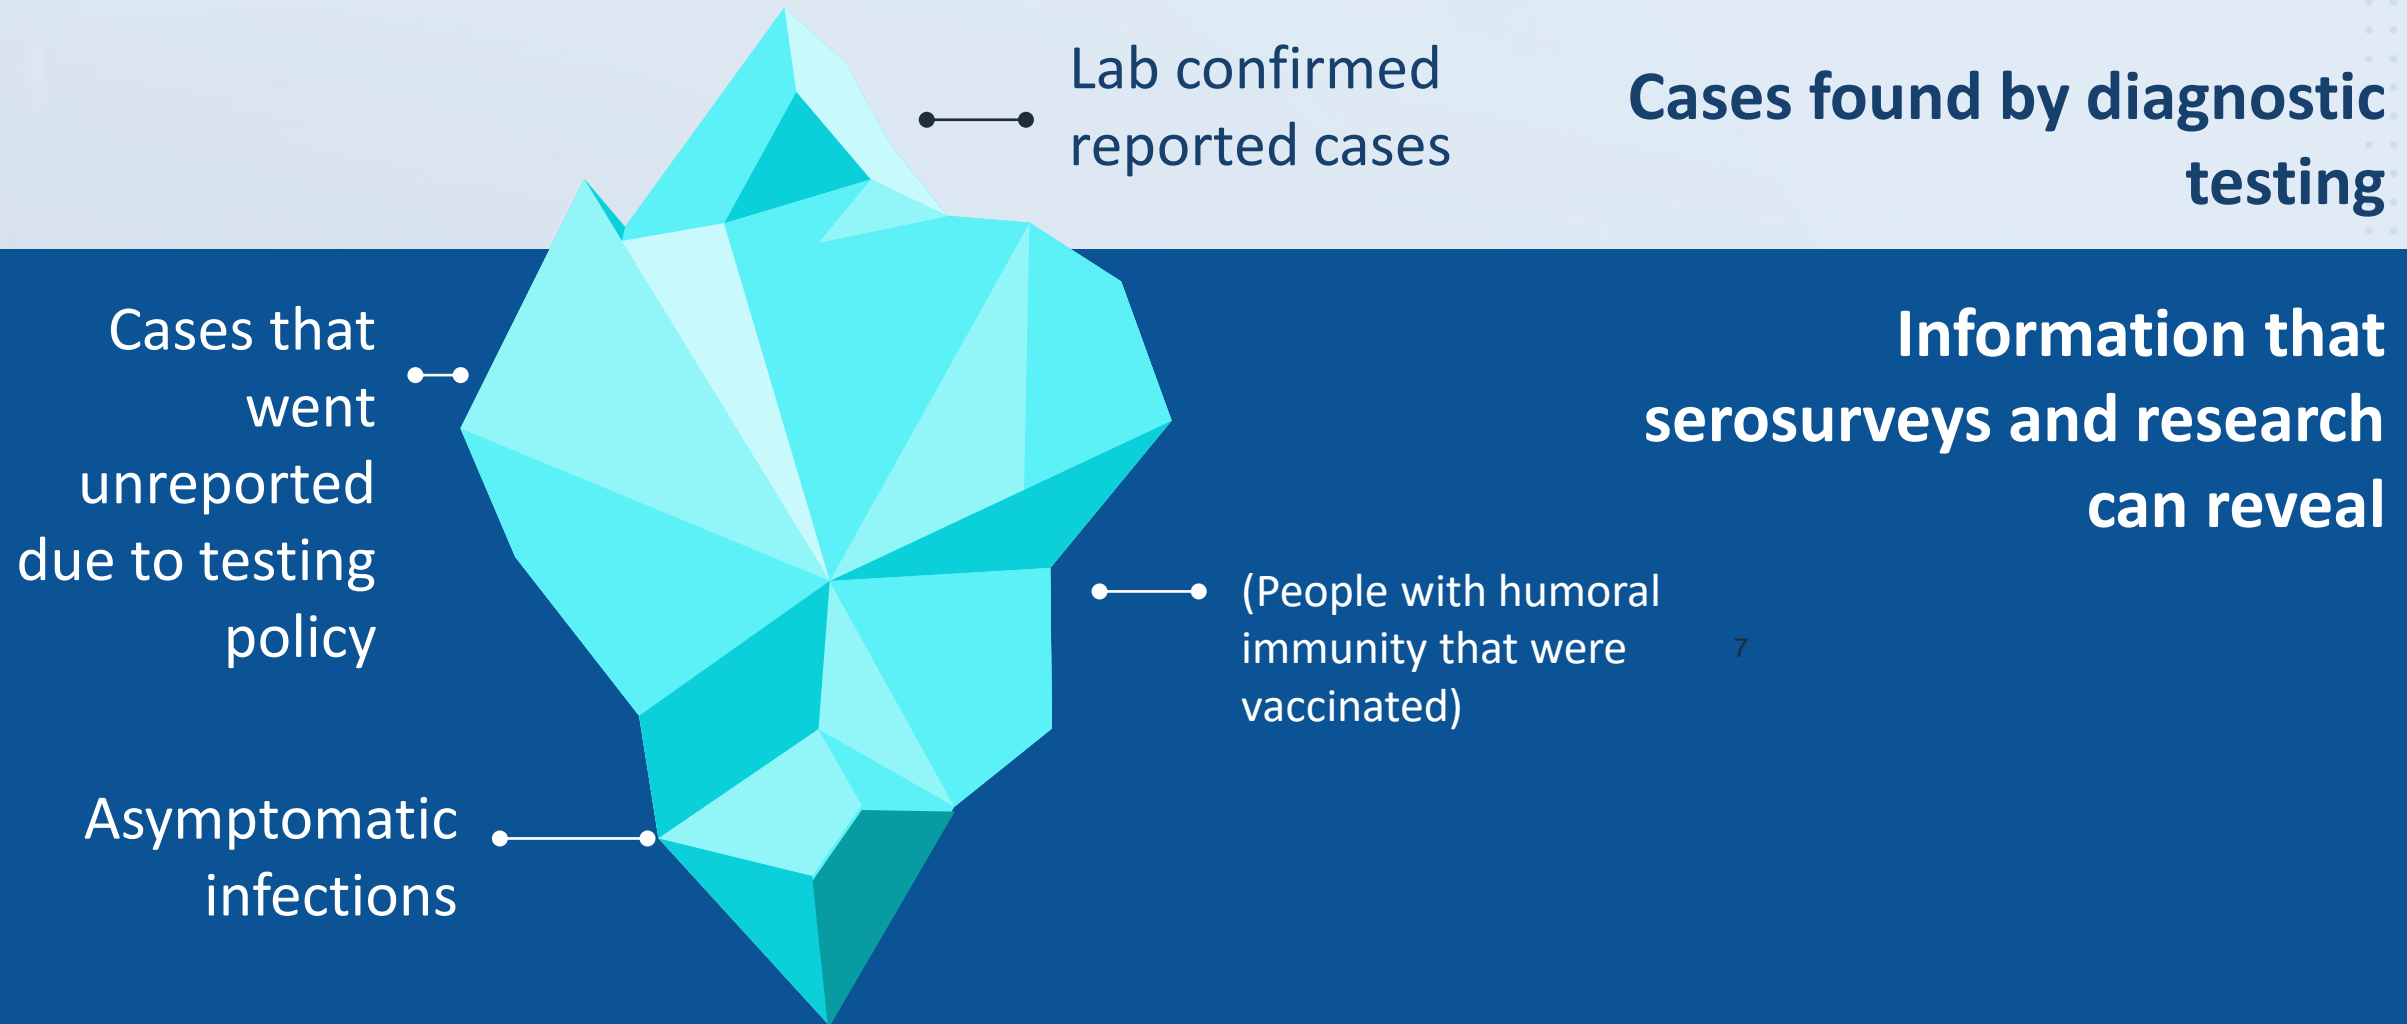 Lab confirmed
reported cases
Cases found by diagnostic
testing
Cases that
went
unreported
due to testing
policy
Information that
serosurveys and research
can reveal
(People with humoral
immunity that were
vaccinated)
7
Asymptomatic
infections